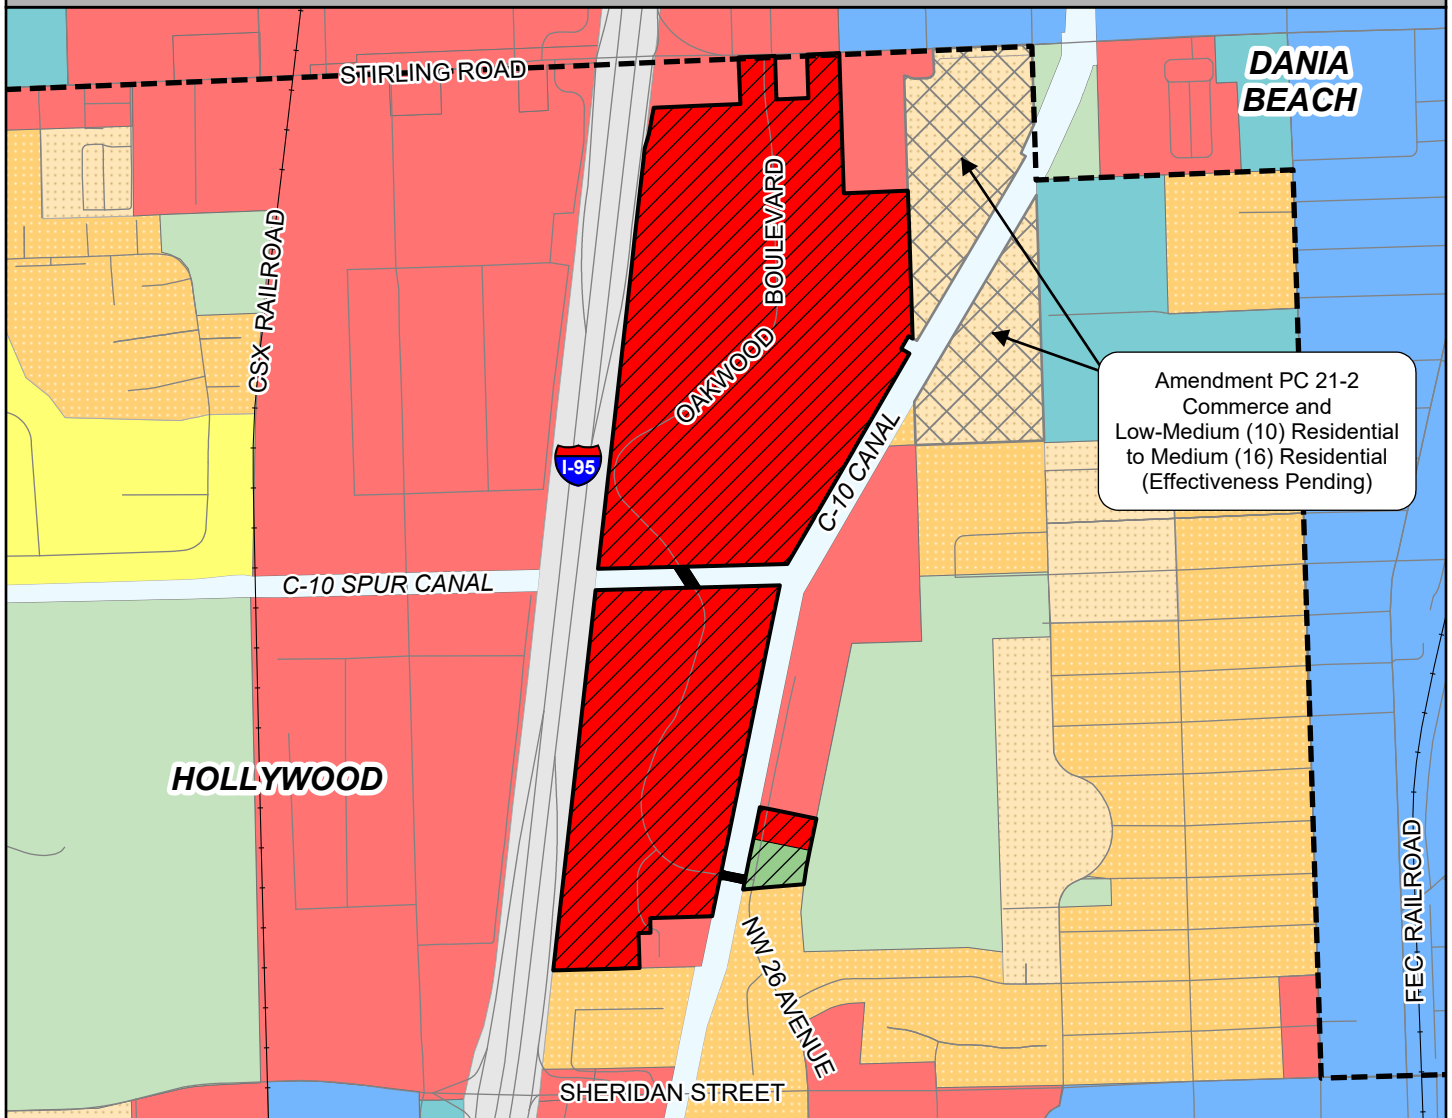 STIRLING ROAD
DANIA
BEACH
BOULEVARD
OAKWOOD
CSX RAILROAD
Amendment PC 21-2
Commerce and
Low-Medium (10) Residential
to Medium (16) Residential
(Effectiveness Pending)
I-95
C-10 CANAL
C-10 SPUR CANAL
HOLLYWOOD
FEC RAILROAD
NW 26 AVENUE
SHERIDAN STREET